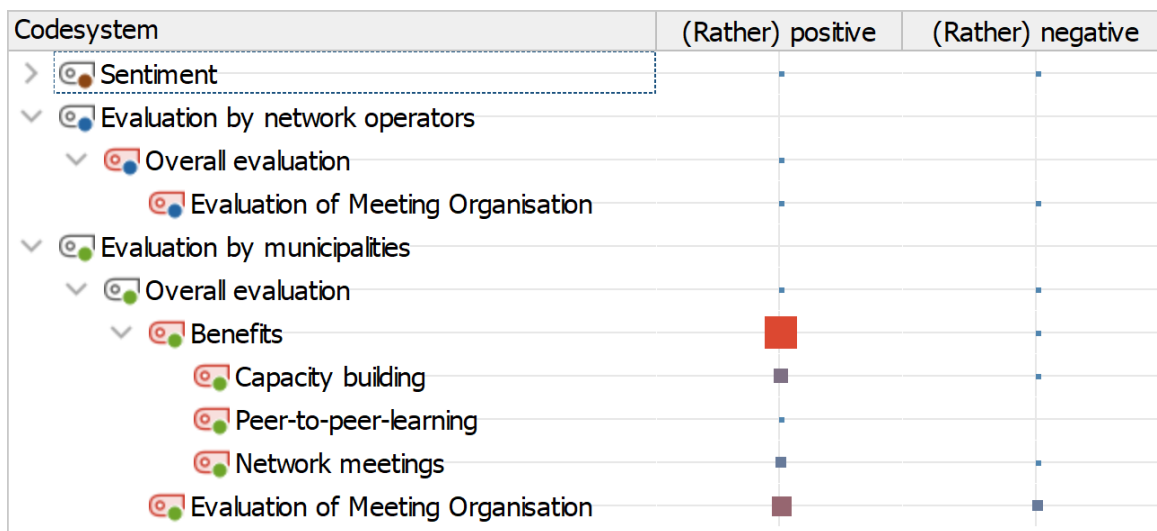 Codesystem (Rather) positive (Rather) negative
Sentiment
Evaluation by network operators
Overall evaluation
Evaluation of Meeting Organisation
Evaluation by municipalities
Overall evaluation
Benefits
Capacity building
Peer-to-peer-learning
Network meetings
Evaluation of Meeting Organisation